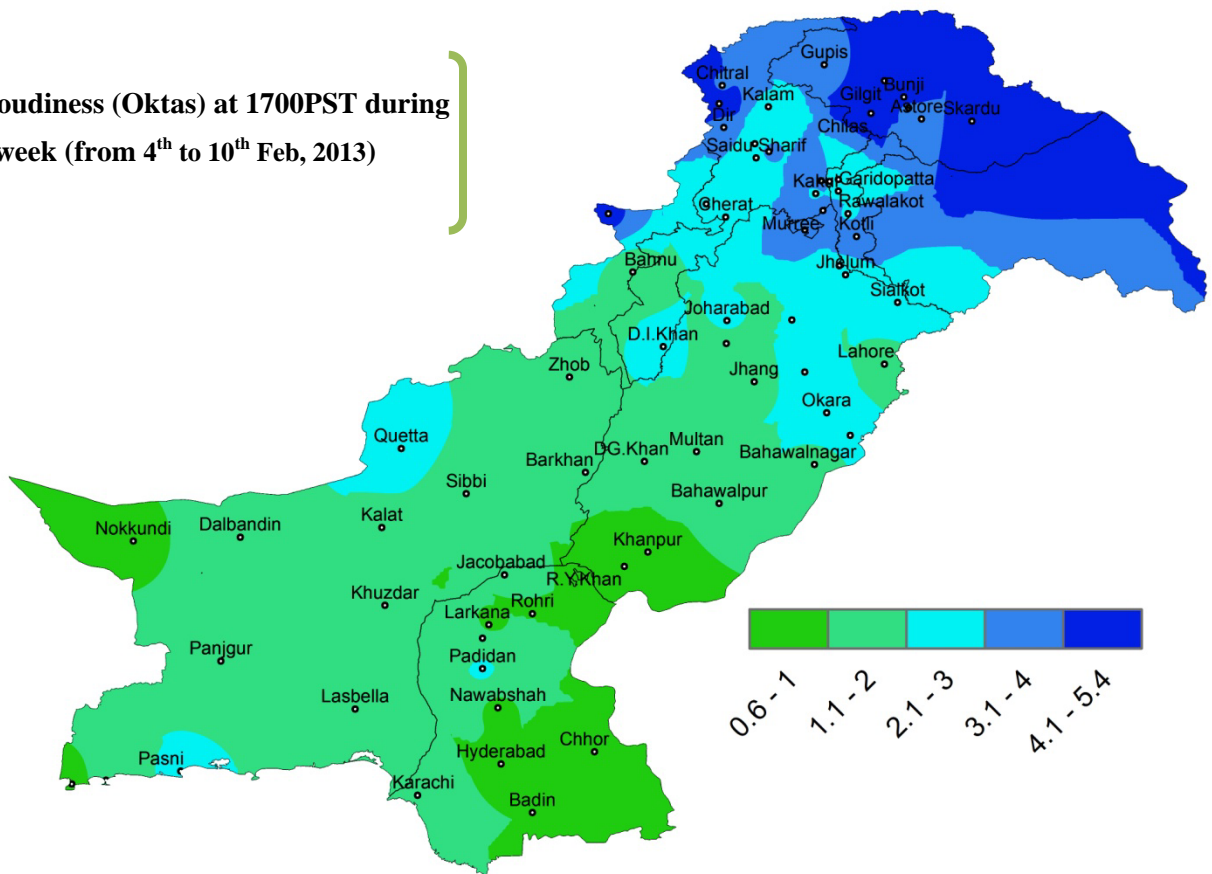 oudiness (Oktas) at 1700PST during
week (from 4th to 10th Feb, 2013)
Gupis
Chitral
Bunji
Kalam
Gilgit
Astore
Skardu
Dir
Chilas
Saidu Sharif
Kakul
Garidopatta
Cherat
Rawalakot
Murree
Kotli
Bannu
Jhelum
Sialkot
Joharabad
D.I.Khan
Lahore
Zhob
Jhang
Okara
Quetta
Multan
D.G.Khan
Bahawalnagar
Barkhan
Sibbi
Bahawalpur
Kalat
Dalbandin
Nokkundi
Khanpur
Jacobabad
R.Y.Khan
Khuzdar
Rohri
Larkana
Panjgur
Padidan
Lasbella
Nawabshah
Chhor
Hyderabad
Pasni
Karachi
Badin
0.6 - 1
1.1 - 2
2.1 - 3
3.1 - 4
4.1 - 5.4